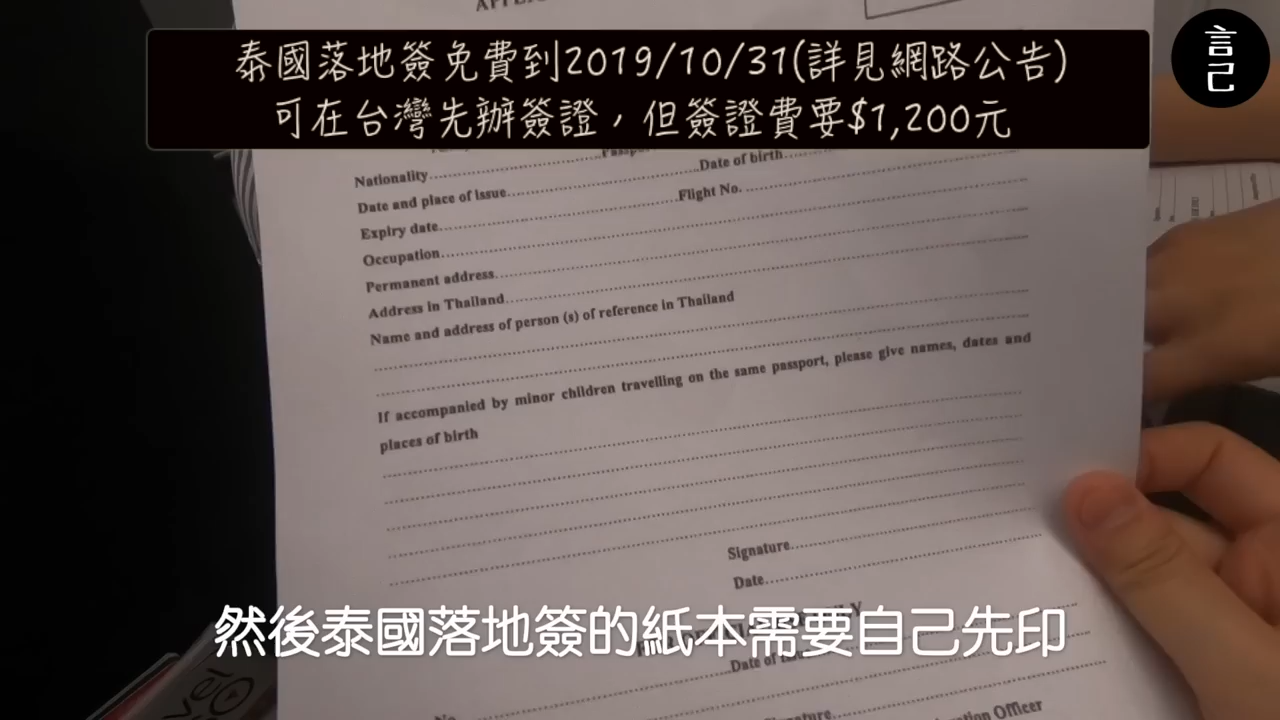 泰國落地簽免費到2019/10/31(詳見網路公告)
可在台灣先辦簽證，但簽證費要$1,200元
言
己
Nationality
Date of birth
Date and place of issue
Flight No.
Expiry date
Occupation
Permanent address
Address in Thailand
Name and address of person (s) of reference in Thailand
If accompanied by minor children travelling on the same passport, please give names, dates and
places of birth
Signature
Date
然後泰國落地簽的紙本需要自己先印
Date of
No
Signature
Officer